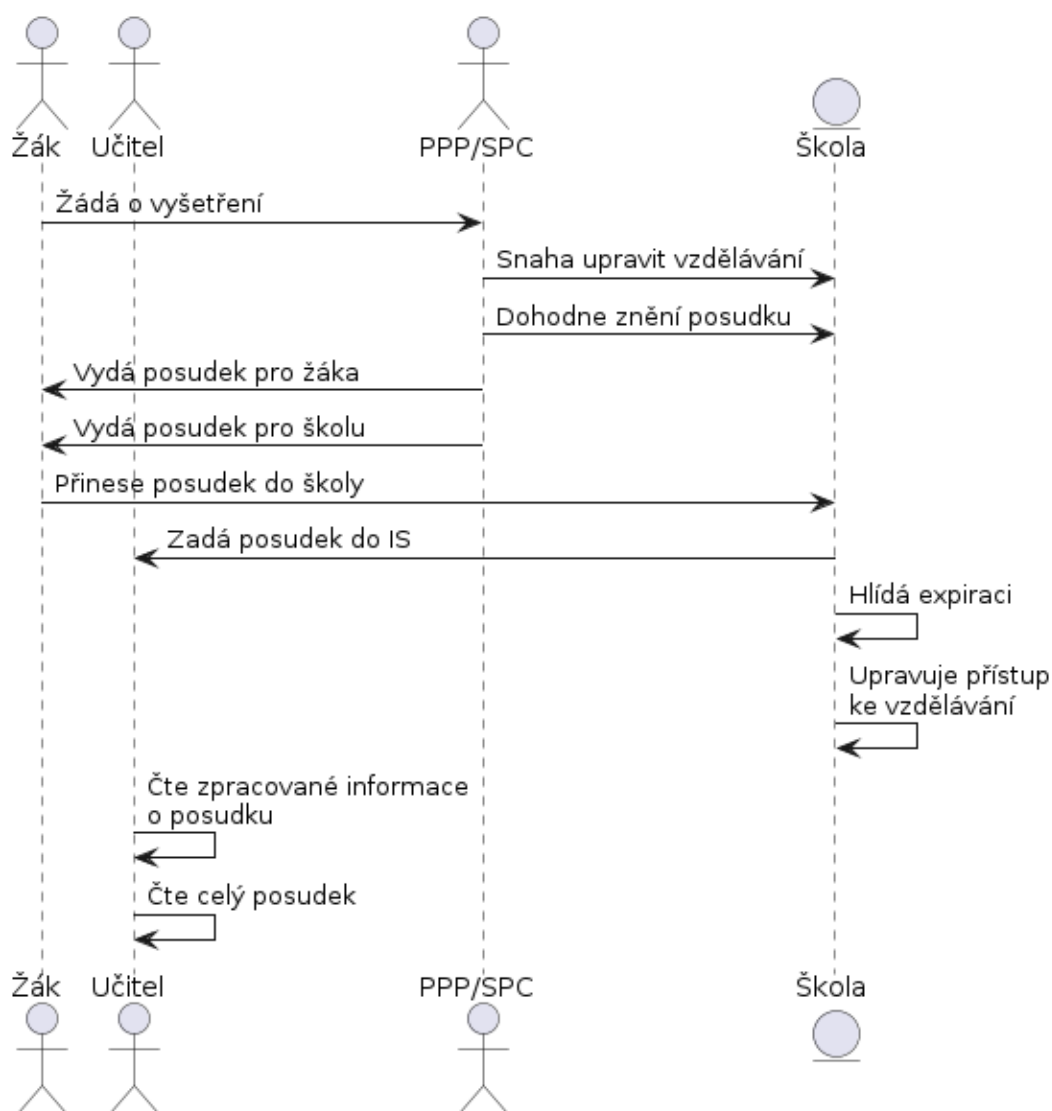 Žák Učitel PPP/SPC Škola
Žádá o vyšetření
Snaha upravit vzdělávání
Dohodne znění posudku
Vydá posudek pro žáka
Vydá posudek pro školu
Přinese posudek do školy
Zadá posudek do IS
Hlídá expiraci
Upravuje přístup
ke vzdělávání
Čte zpracované informace
o posudku
Čte celý posudek
Žák Učitel PPP/SPC Škola